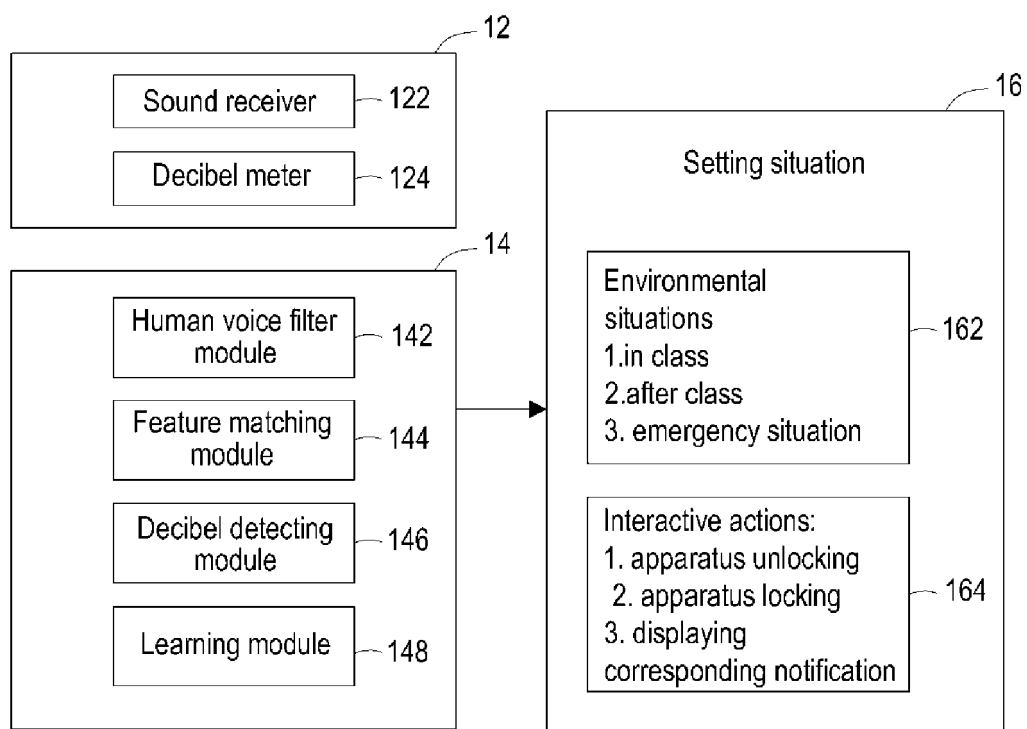 12
Sound receiver
122
Decibel meter
124
14
Human voice filter
module
142
Feature matching
module
144
Decibel detecting
module
146
Learning module
148
16
Setting situation
Environmental
situations
1.in class
2.after class
3. emergency situation
162
Interactive actions:
1. apparatus unlocking
2. apparatus locking
3. displaying
corresponding notification
164